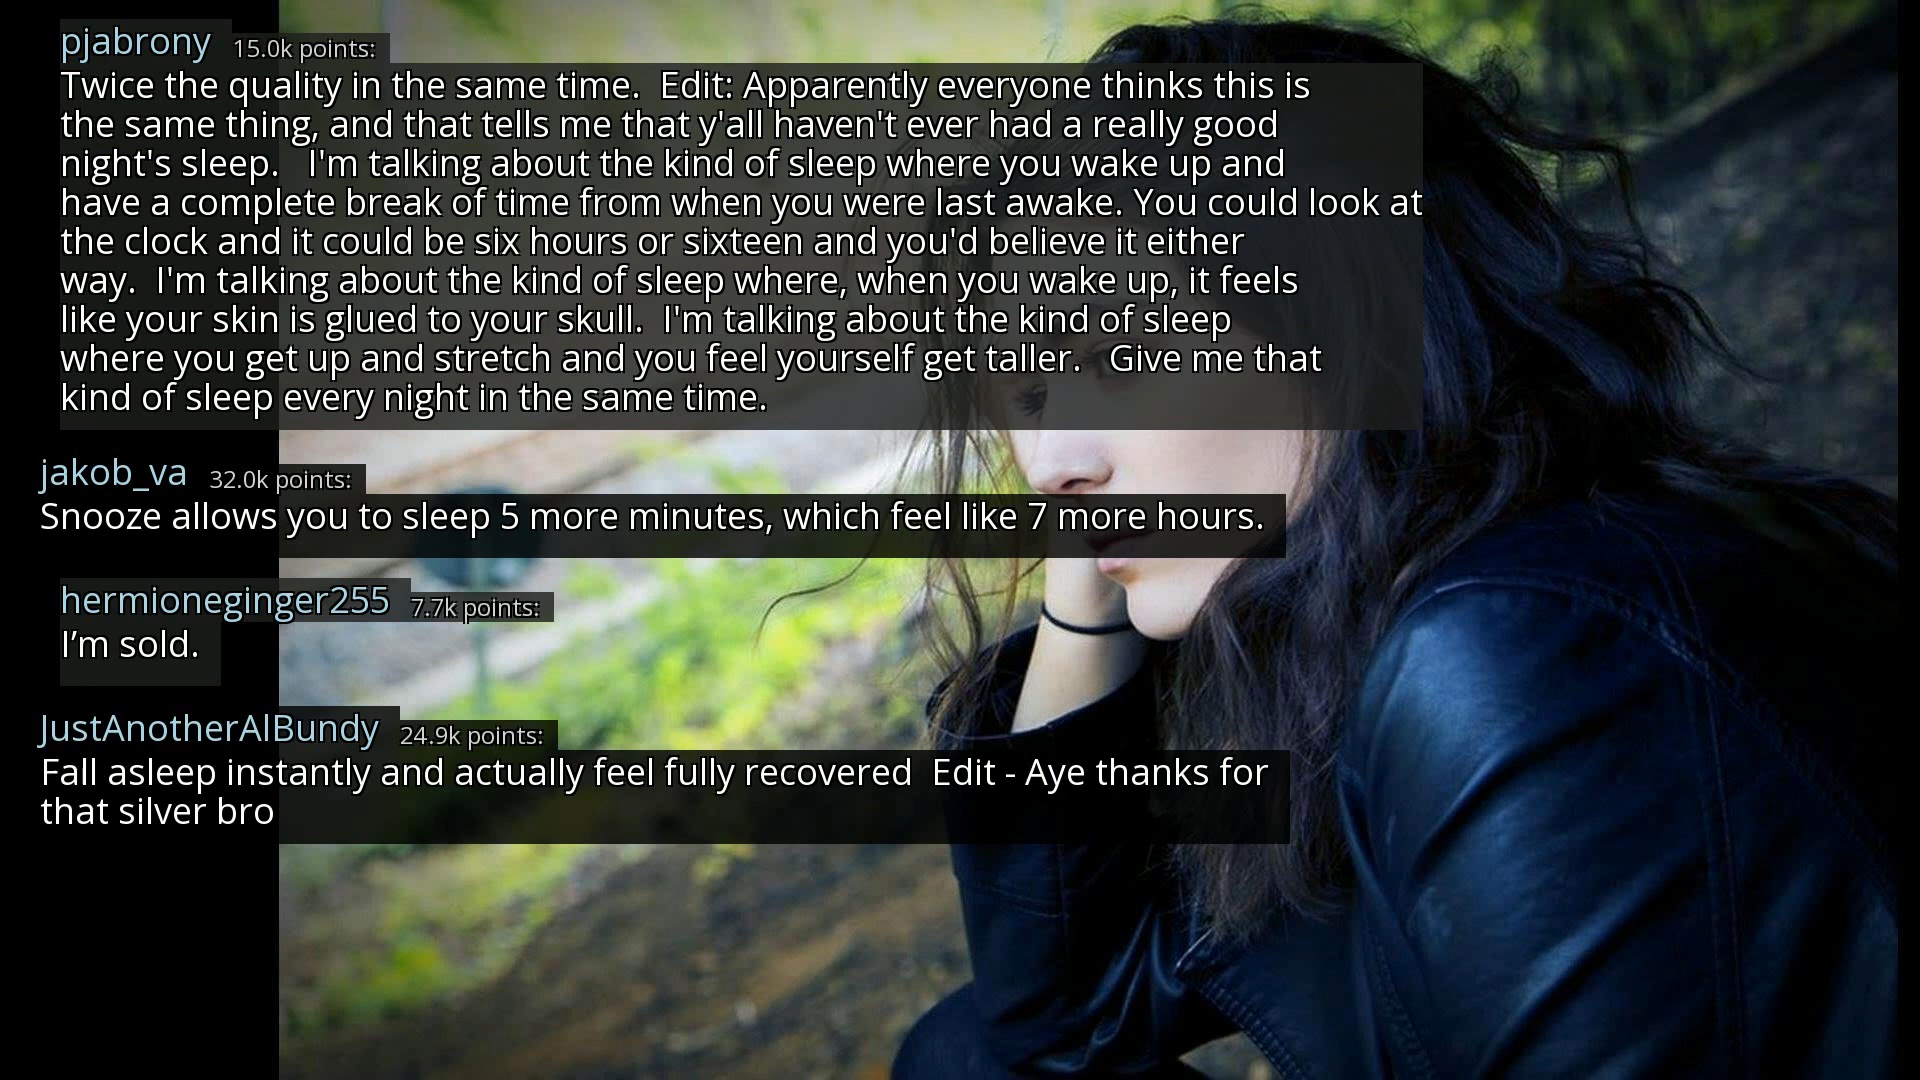 pjabrony 15.0k points:
Twice the quality in the same time.  Edit: Apparently everyone thinks this is
the same thing, and that tells me that y'all haven't ever had a really good
night's sleep.   I'm talking about the kind of sleep where you wake up and
have a complete break of time from when you were last awake. You could look at
the clock and it could be six hours or sixteen and you'd believe it either
way.  I'm talking about the kind of sleep where, when you wake up, it feels
like your skin is glued to your skull.  I'm talking about the kind of sleep
where you get up and stretch and you feel yourself get taller.   Give me that
kind of sleep every night in the same time.
jakob_va 32.0k points:
Snooze allows you to sleep 5 more minutes, which feel like 7 more hours.
hermioneginger255 7.7k points:
I’m sold.
JustAnotherAlBundy 24.9k points:
Fall asleep instantly and actually feel fully recovered  Edit - Aye thanks for
that silver bro